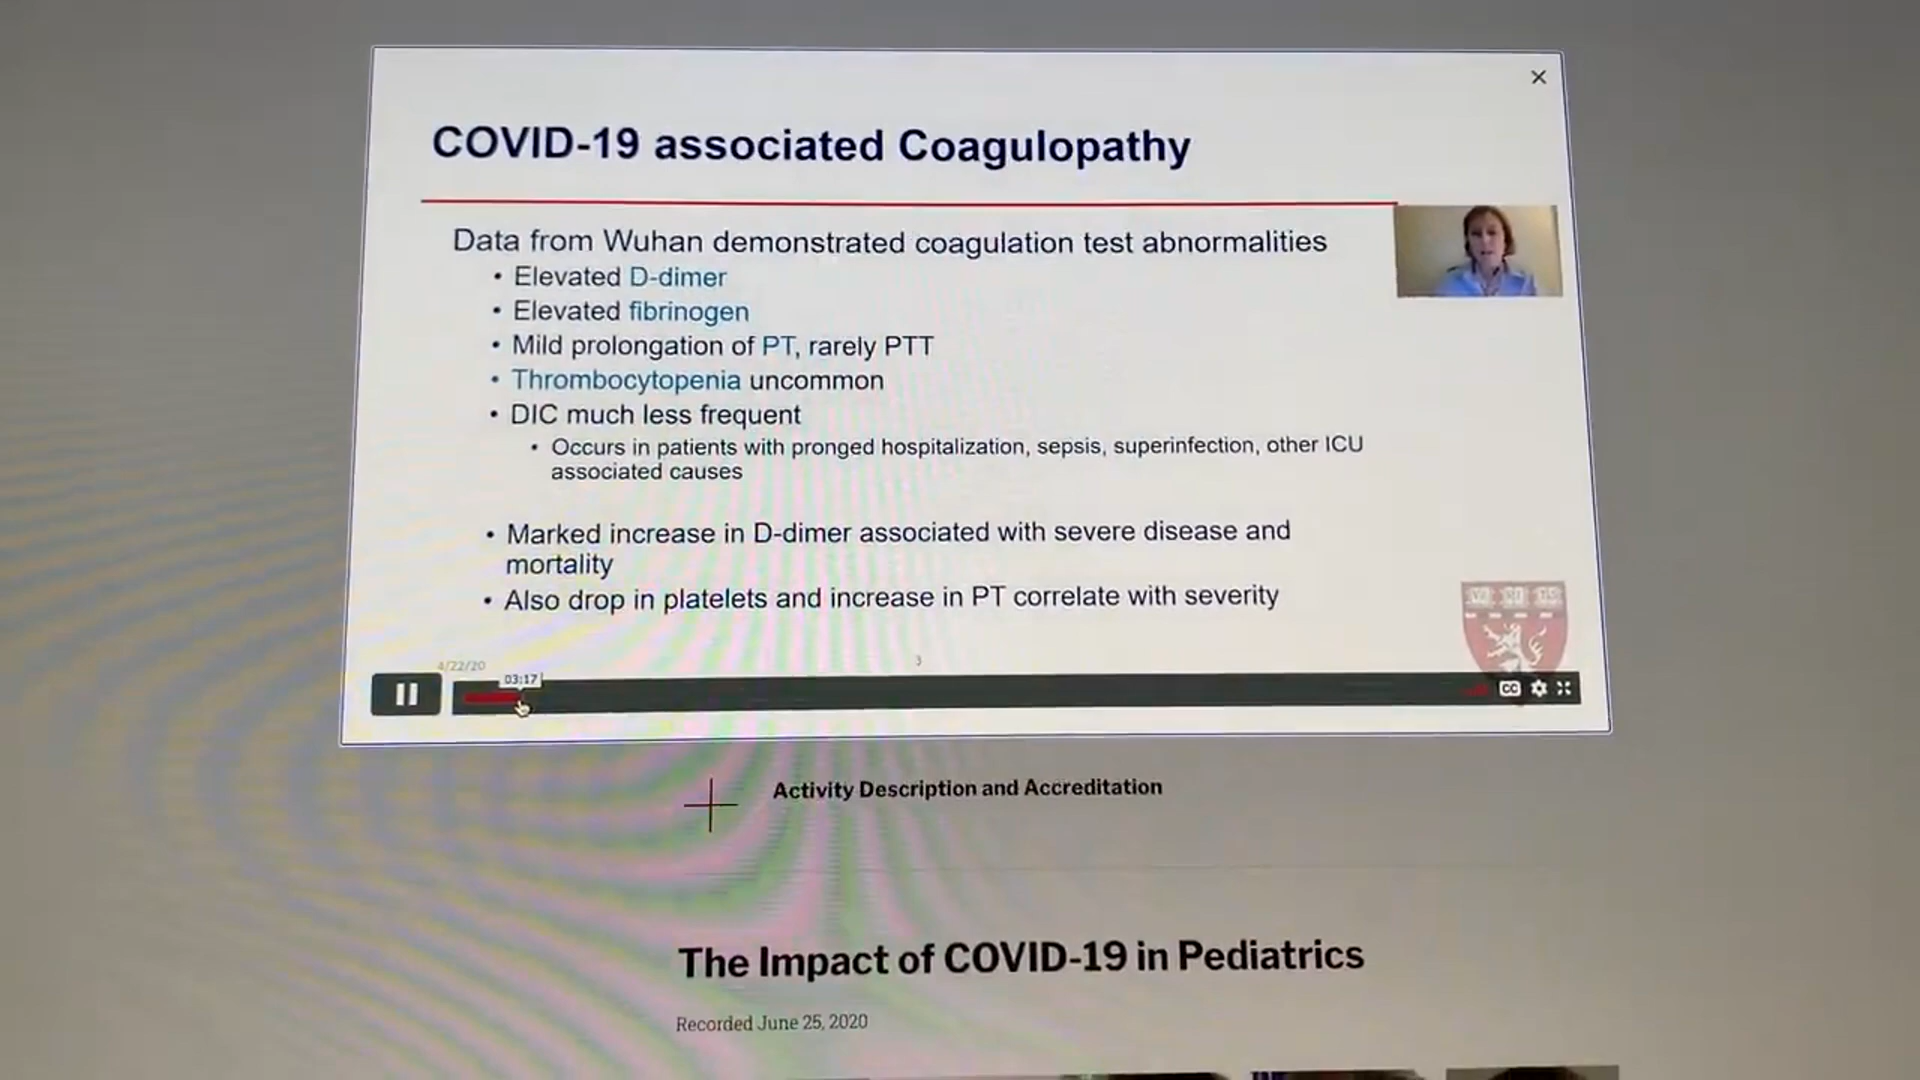 COVID-19 associated Coagulopathy
Data from Wuhan demonstrated coagulation test abnormalities
• Elevated D-dimer
• Elevated fibrinogen
• Mild prolongation of PT, rarely PTT
• Thrombocytopenia uncommon
• DIC much less frequent
• Occurs in patients with pronged hospitalization, sepsis, superinfection, other ICU
associated causes
• Marked increase in D-dimer associated with severe disease and
mortality
• Also drop in platelets and increase in PT correlate with severity
4/22/20
3
03:17
CC
Activity Description and Accreditation
The Impact of COVID-19 in Pediatrics
Recorded June 25, 2020